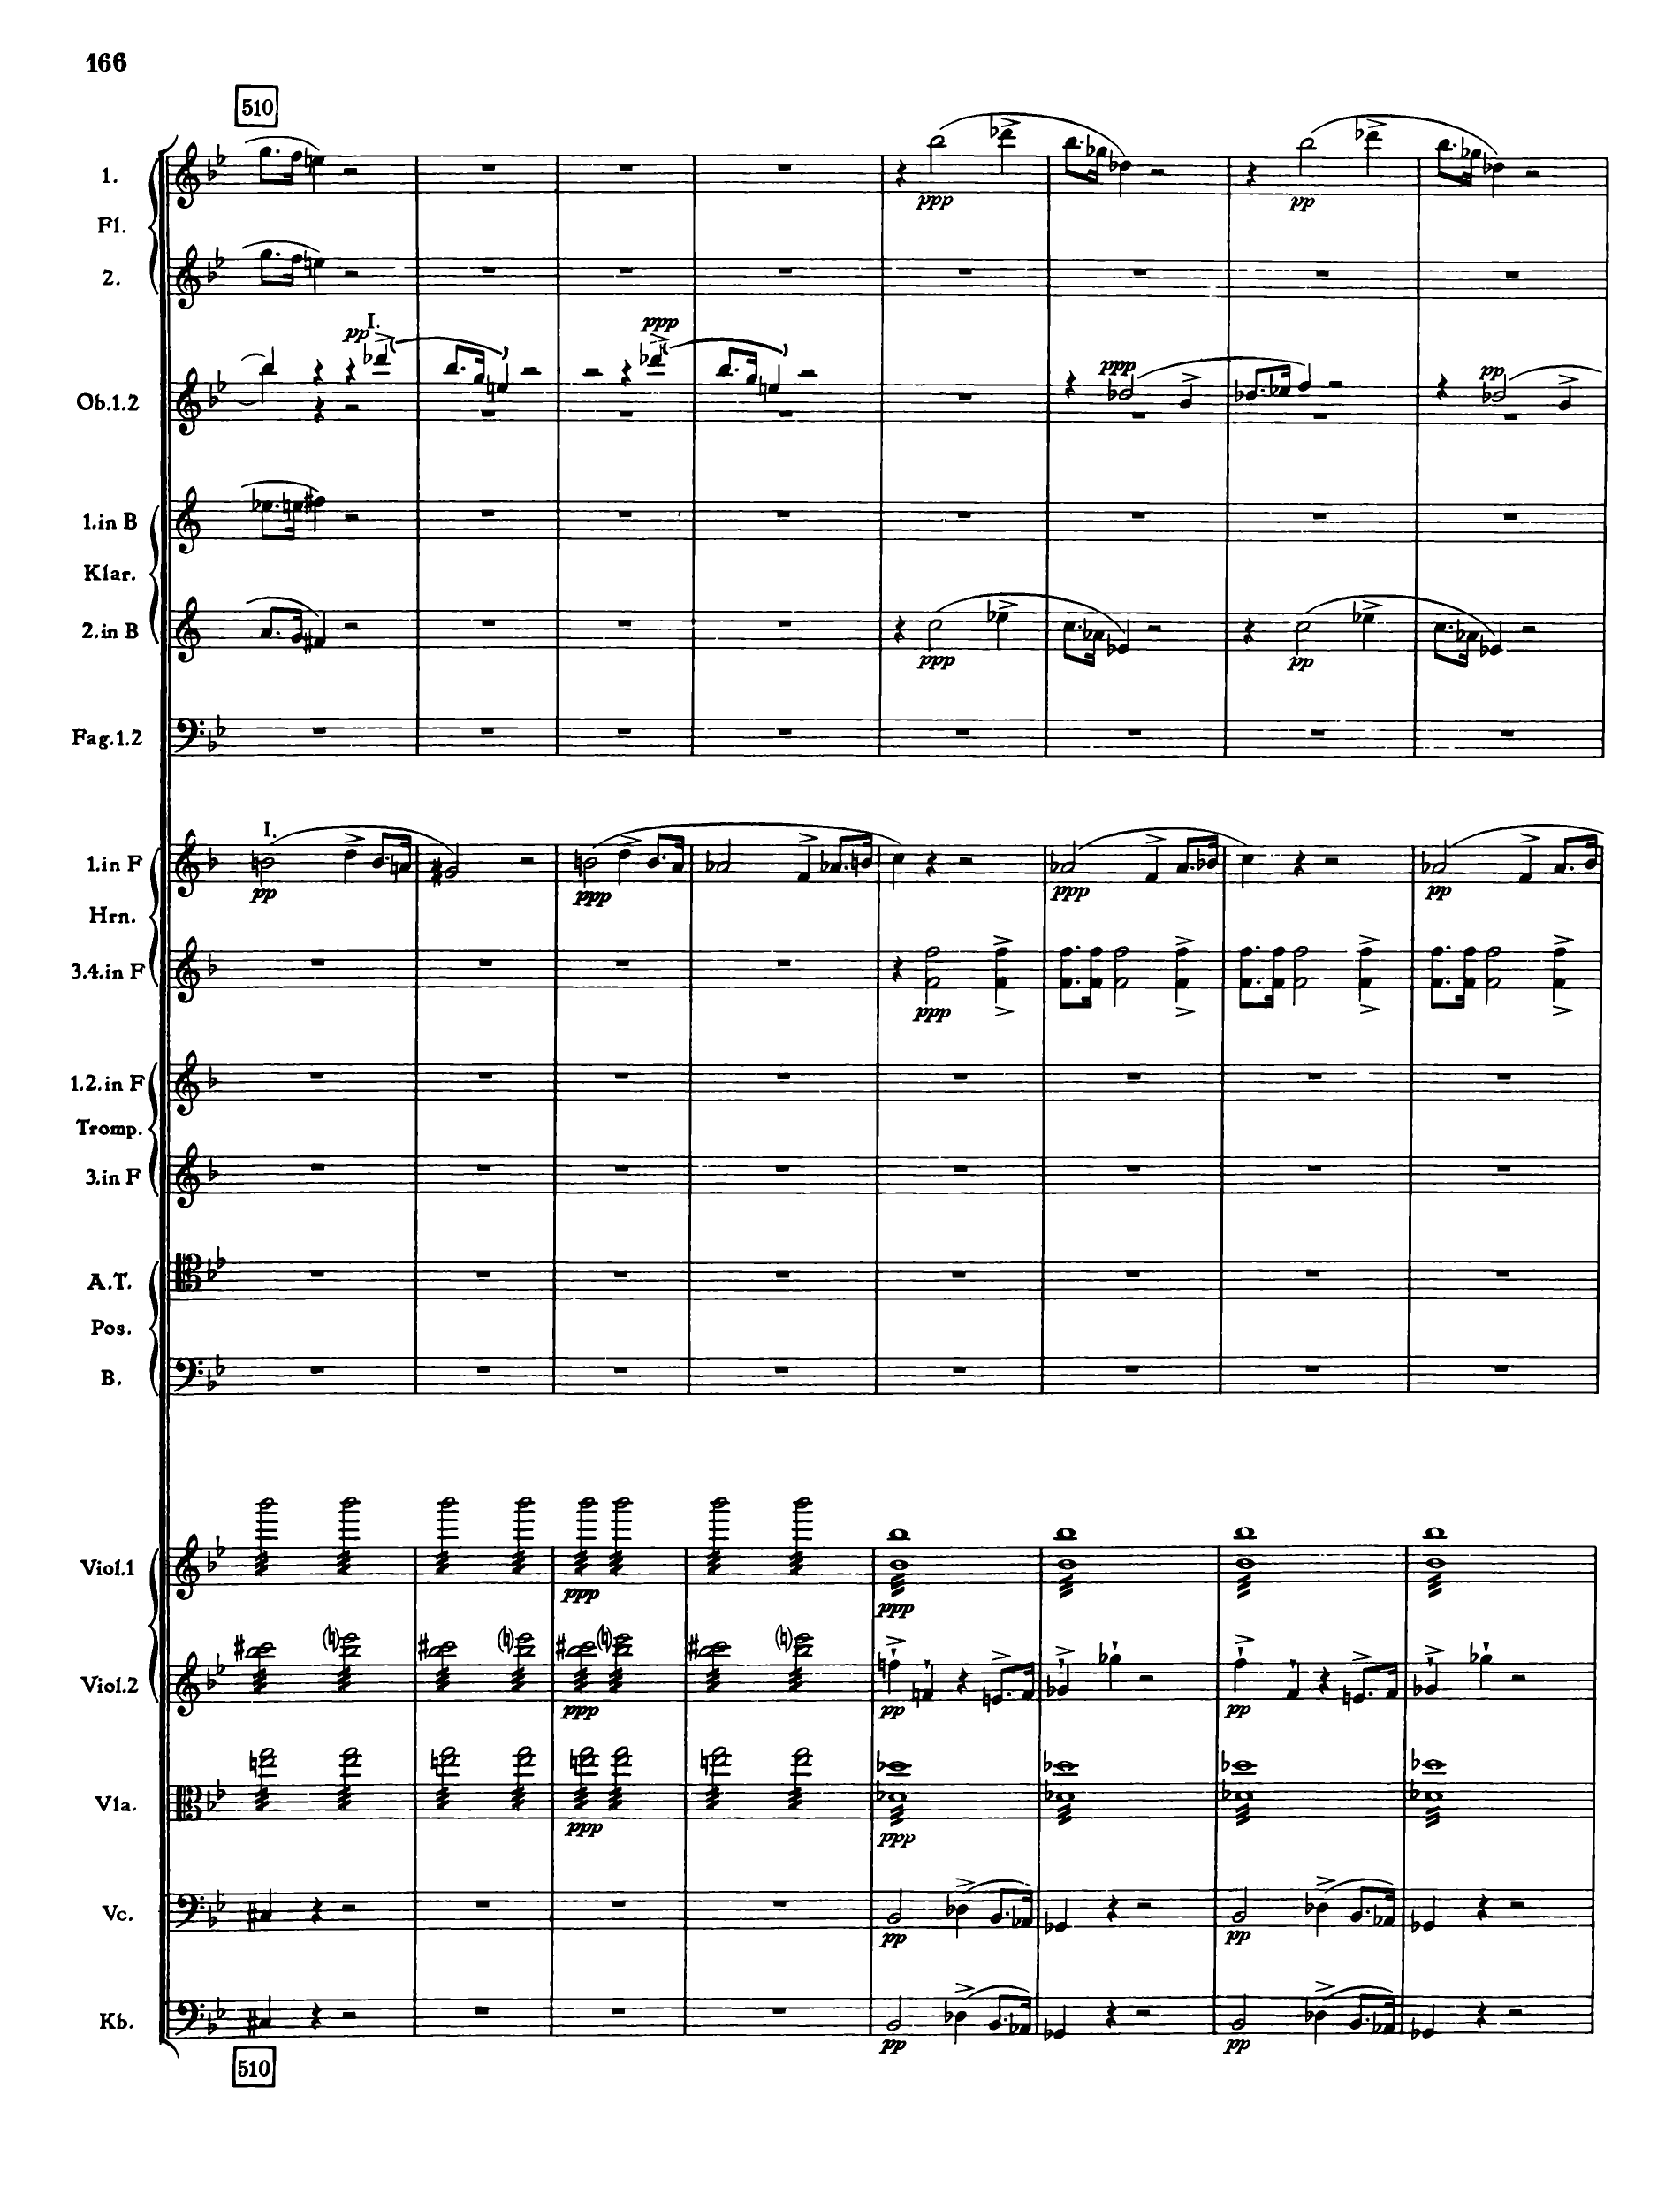 166
510
1.
Fl.
2.
I.
pp
ppp
Ob.1.2
1.in B
Klar.
2.in B
Fag.1.2
1.in F
Hrn.
3.4.in F
1.2.in F
Tromp.
3.in F
A.T.
Pos.
B.
Viol.1
Viol.2
Vla.
Vc.
Kb.
510
ppp
pp
ppp
pp
ppp
pp
I.
pp
ppp
ppp
pp
ppp
ppp
ppp
ppp
pp
pp
ppp
ppp
pp
pp
pp
pp